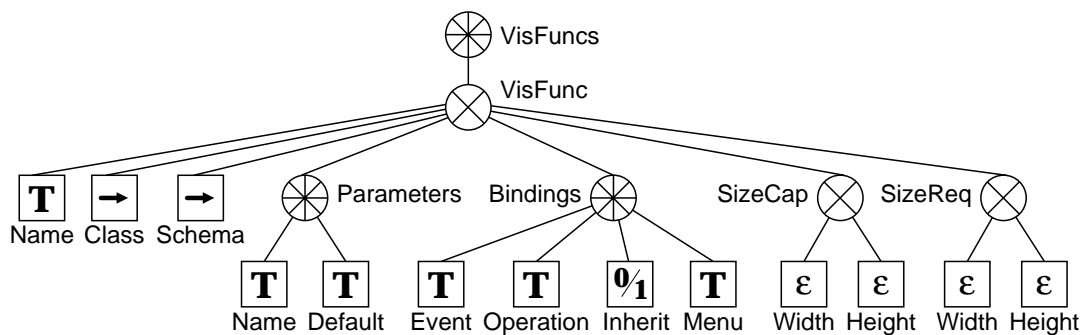 VisFuncs
VisFunc
Parameters Bindings SizeCap SizeReq
T → →
Name Class Schema
T T T T 0/1 T ε ε ε ε
Name Default Event Operation Inherit Menu Width Height Width Height